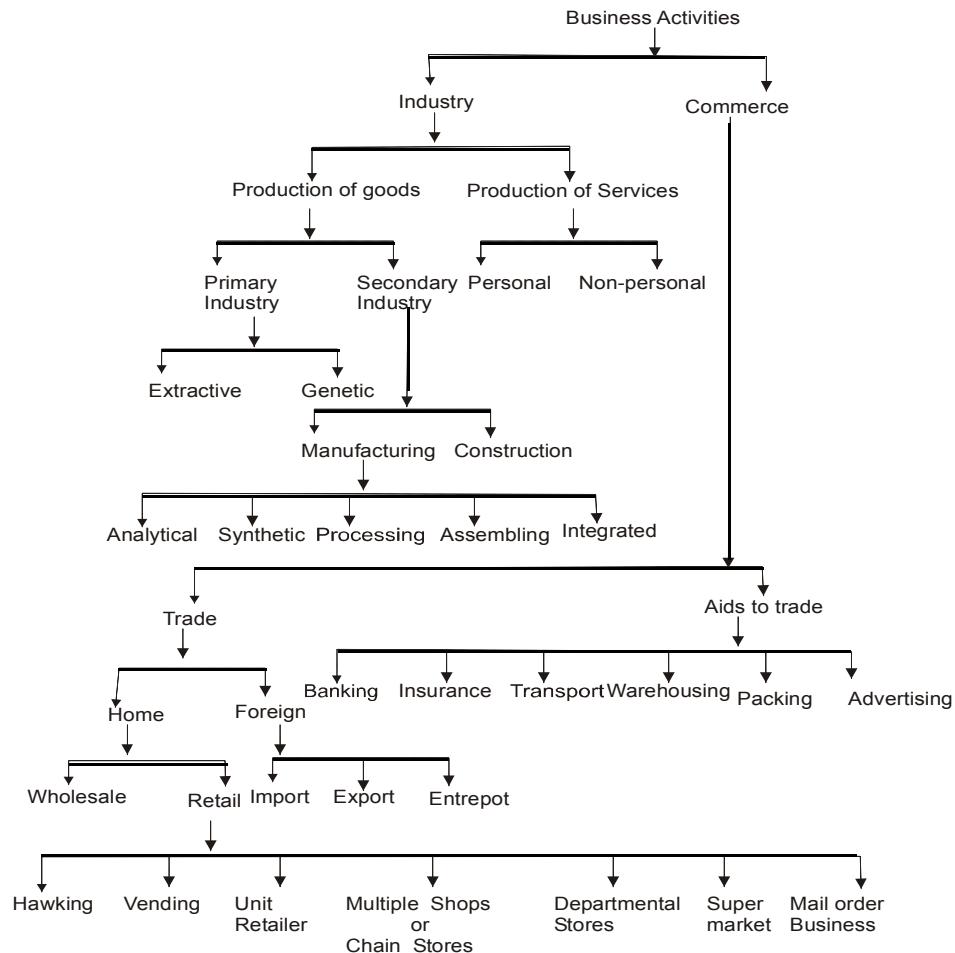 Business Activities
Industry
Commerce
Production of goods
Production of Services
Primary
Industry
Secondary
Industry
Personal
Non-personal
Extractive
Genetic
Manufacturing
Construction
Analytical
Synthetic
Processing
Assembling
Integrated
Trade
Aids to trade
Banking
Insurance
Transport
Warehousing
Packing
Advertising
Home
Foreign
Wholesale
Retail
Import
Export
Entrepot
Hawking
Vending
Unit
Retailer
Multiple Shops
or
Chain Stores
Departmental
Stores
Super
market
Mail order
Business